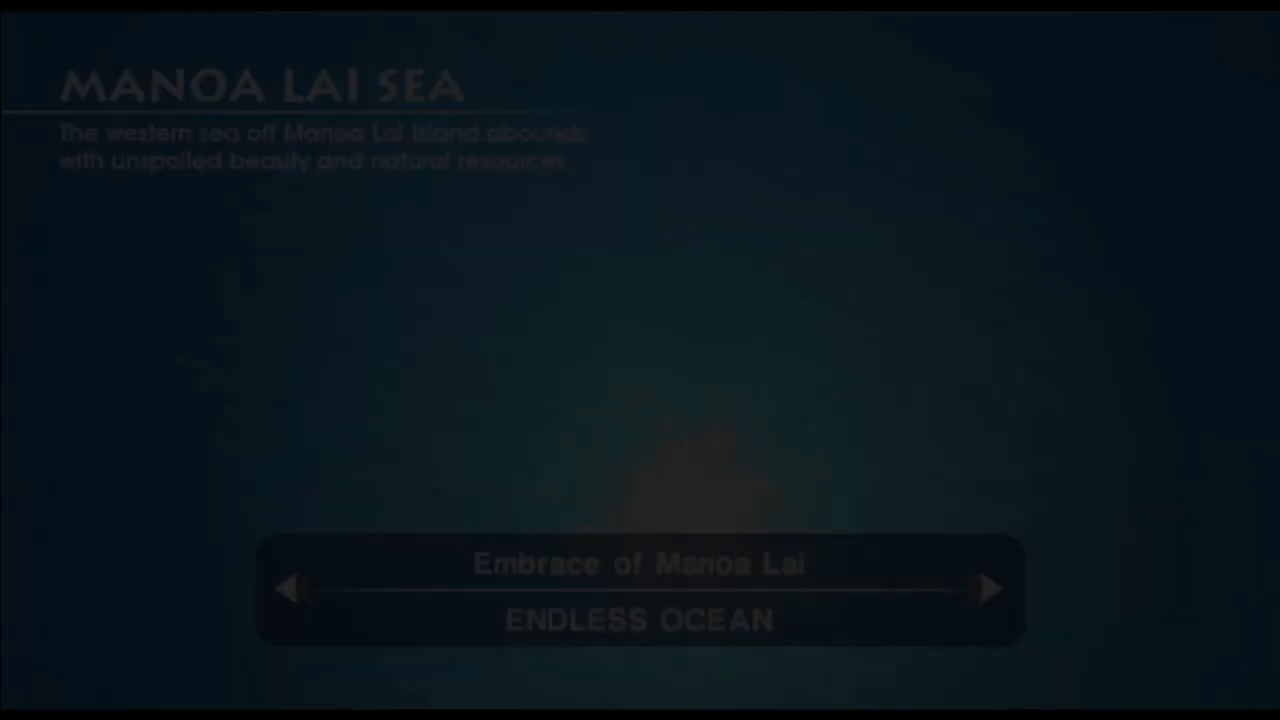 MANOA LAI SEA
The western sea off Manoa Lai Island abounds
with unspoiled beauty and natural resources.
Embrace of Manoa Lai
ENDLESS OCEAN